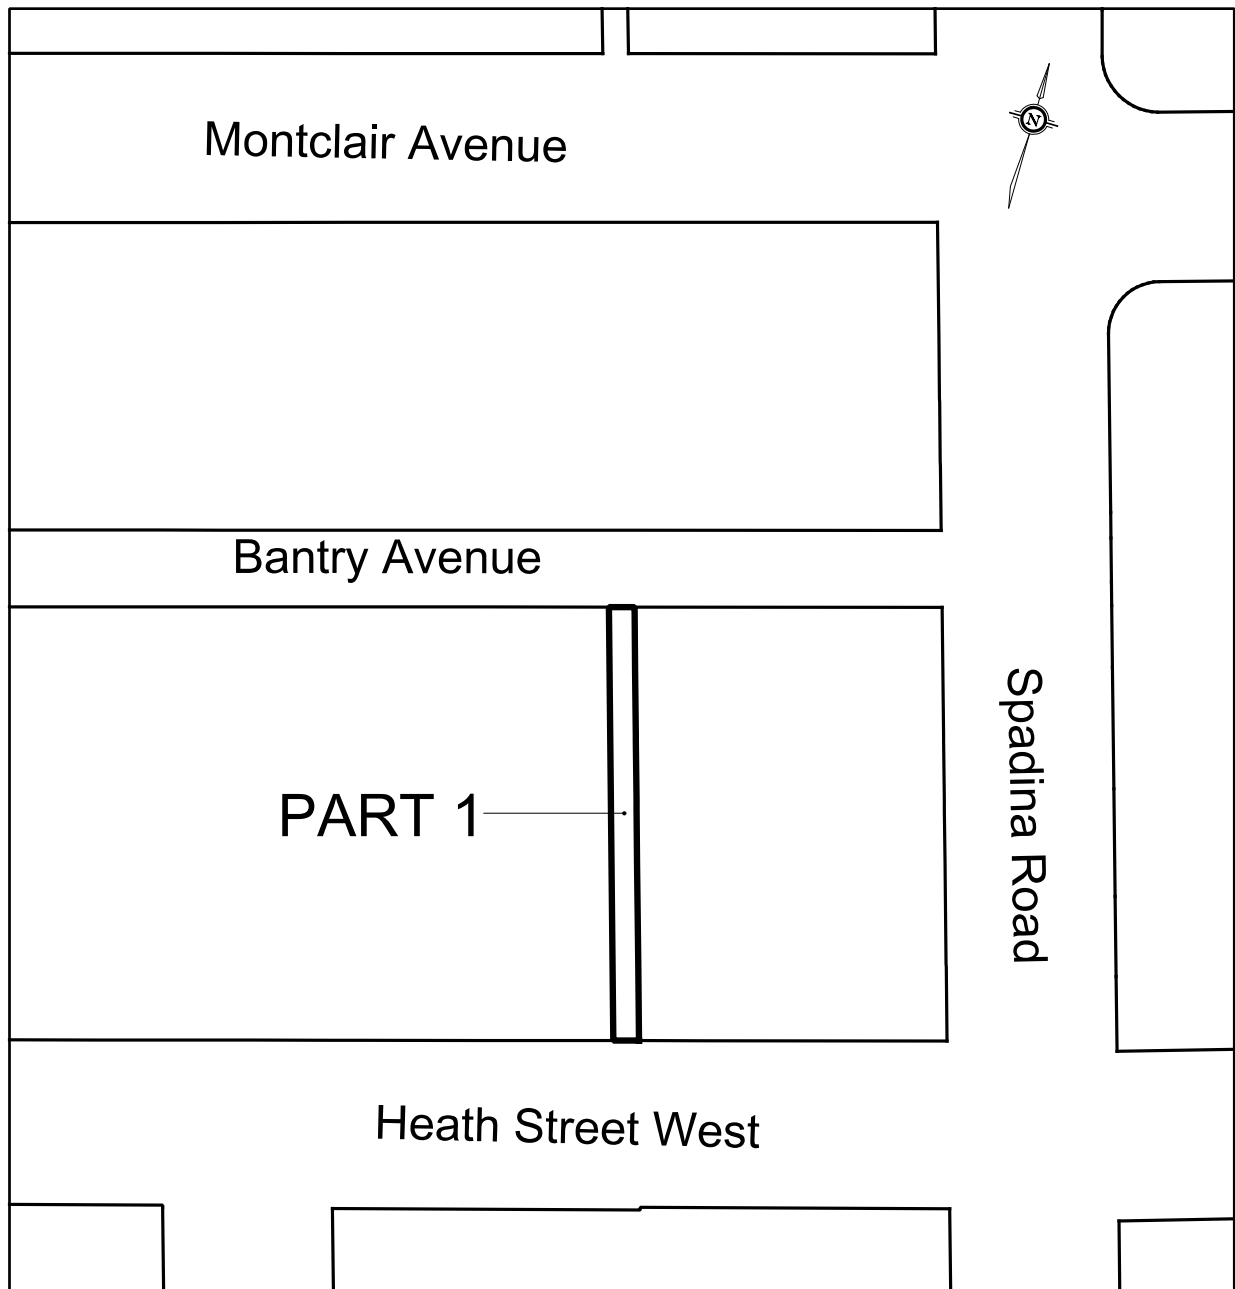 Montclair Avenue
N
Bantry Avenue
Spadina Road
PART 1
Heath Street West